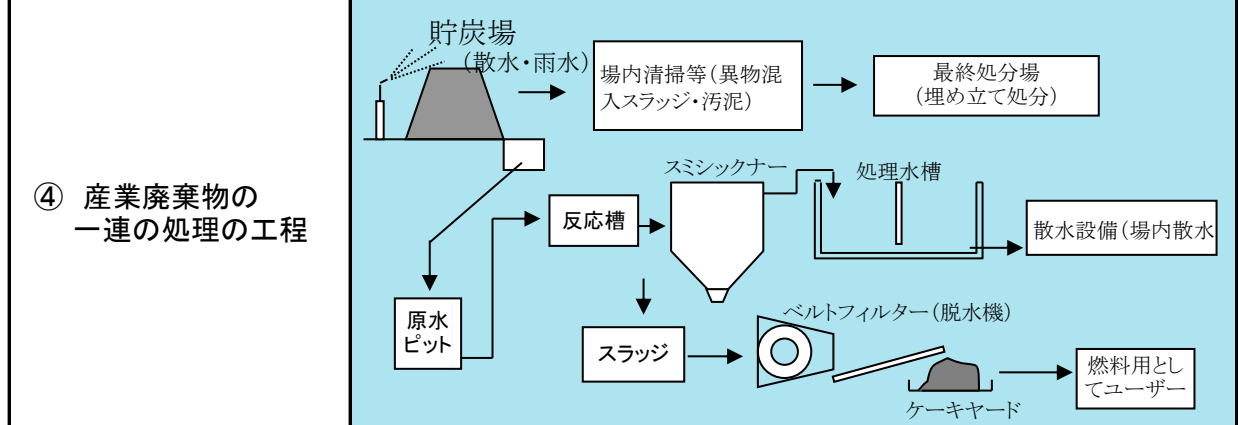 ④ 産業廃棄物の
一連の処理の工程
貯炭場
(散水・雨水)
場内清掃等(異物混
入スラッジ・汚泥)
最終処分場
(埋め立て処分)
スミシックナー
処理水槽
反応槽
散水設備(場内散水
原水
ピット
スラッジ
ベルトフィルター(脱水機)
ケーキヤード
燃料用とし
てユーザー